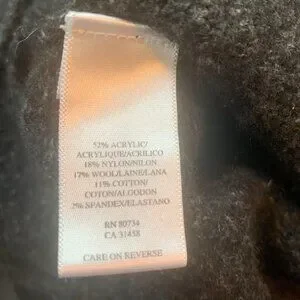 52% ACRYLIC/
ACRYLIQUE/ACRILICO
18% NYLON/NILON
17% WOOL/LAINE/LANA
11% COTTON/
COTON/ALGODON
2% SPANDEX/ELASTANO
RN 80734
CA 31458
CARE ON REVERSE